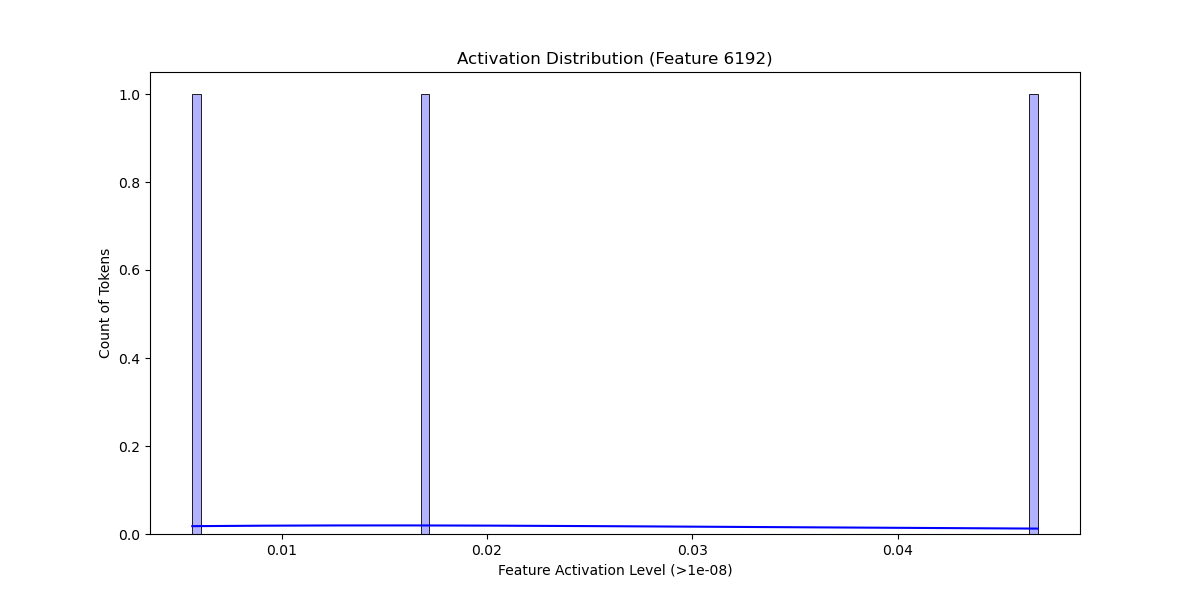 Activation Distribution (Feature 6192)
Count of Tokens
1.0
0.8
0.6
0.4
0.2
0.0
0.01 0.02 0.03 0.04
Feature Activation Level (>1e-08)